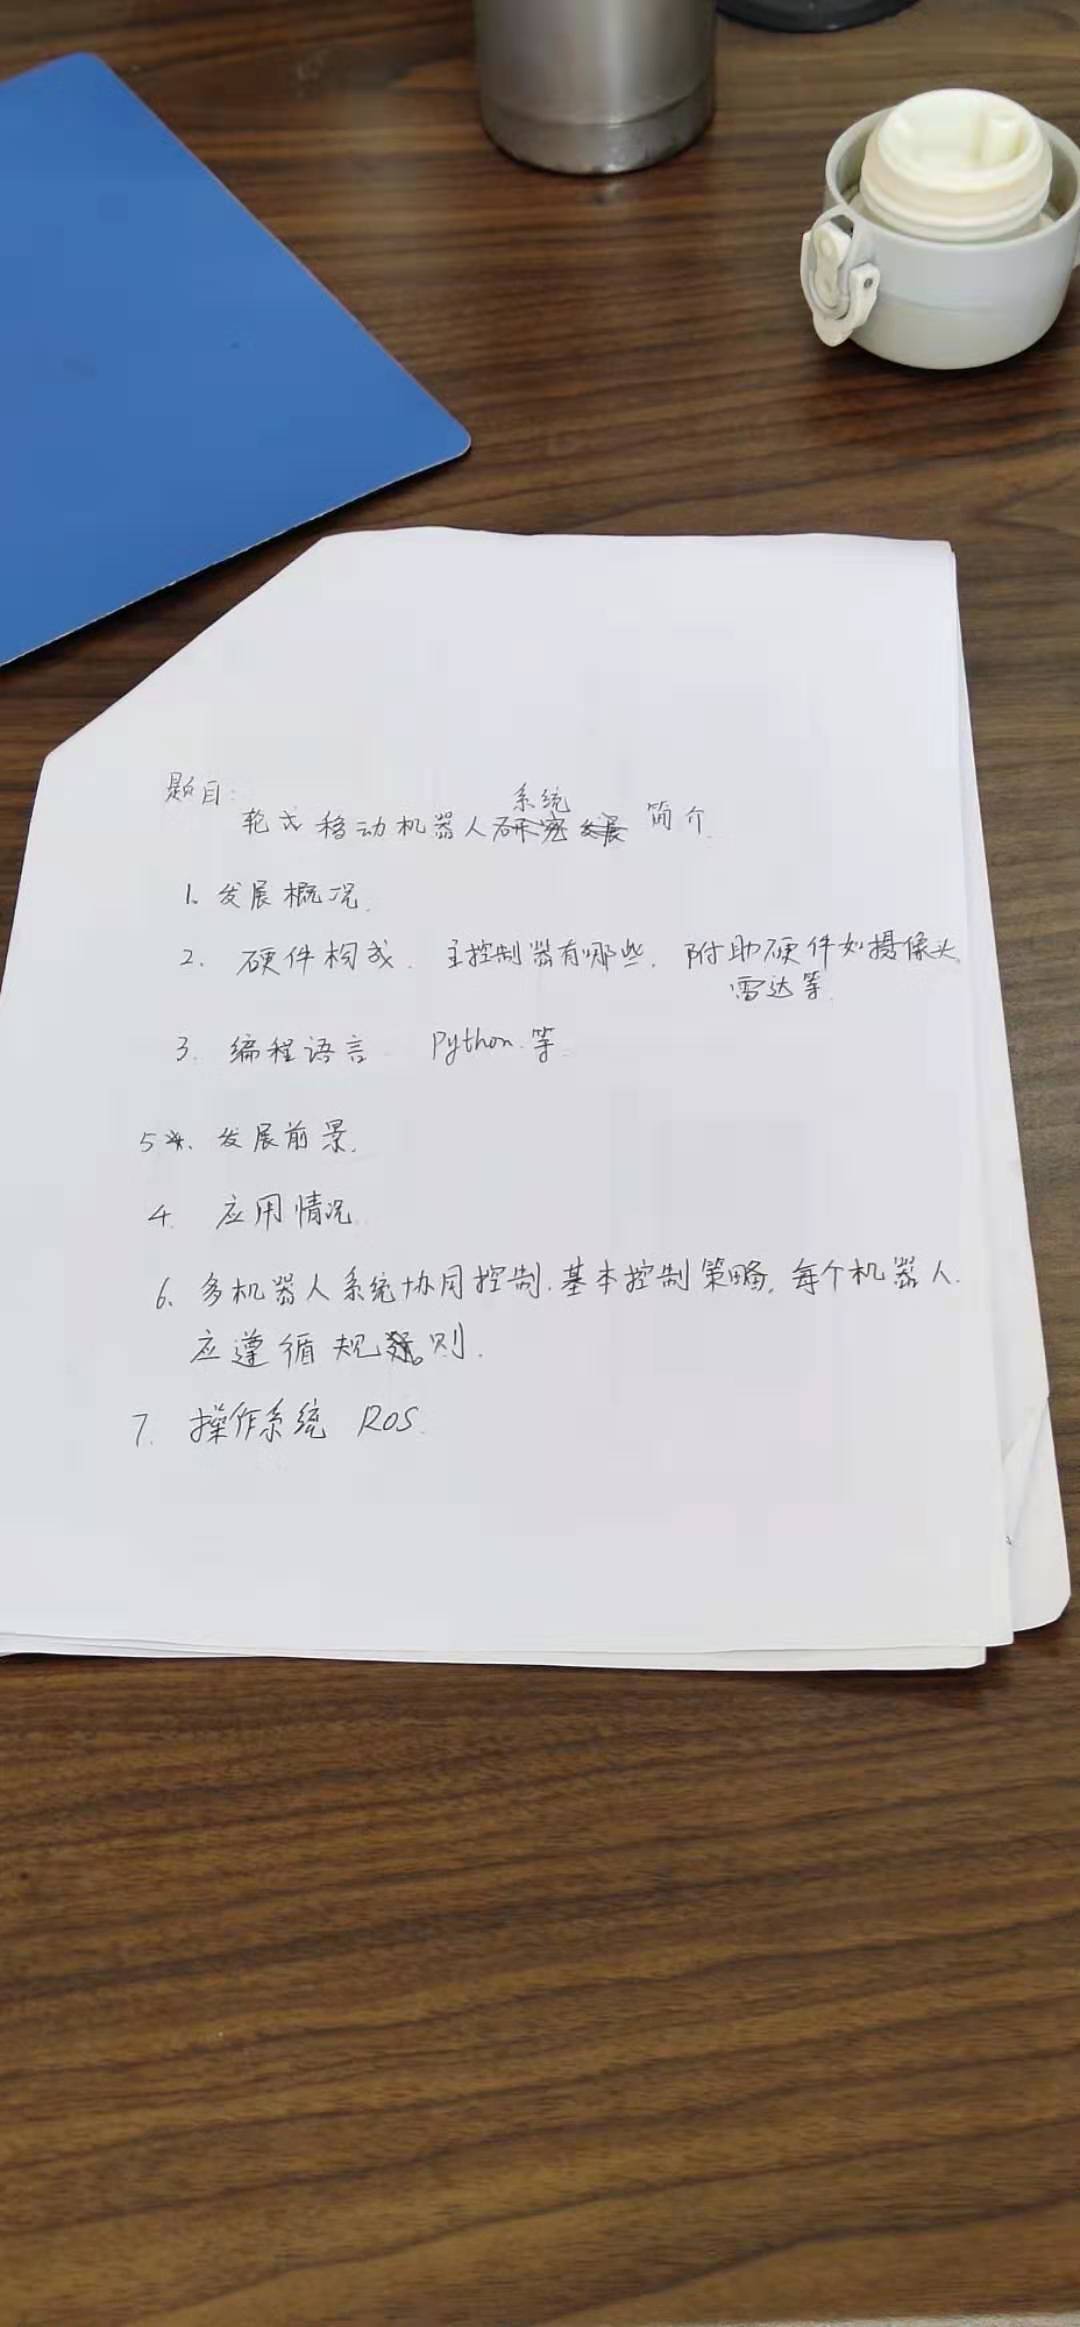 题目:
系统
轮式移动机器人研究发展 简介.
1. 发展概况.
2. 硬件构成. 主控制器有哪些. 附助硬件如摄像头.
雷达等.
3. 编程语言 Python.等
5. 发展前景.
4. 应用情况.
6. 多机器人系统协同控制.基本控制策略,每个机器人.
应遵循规则.
7. 操作系统 ROS.